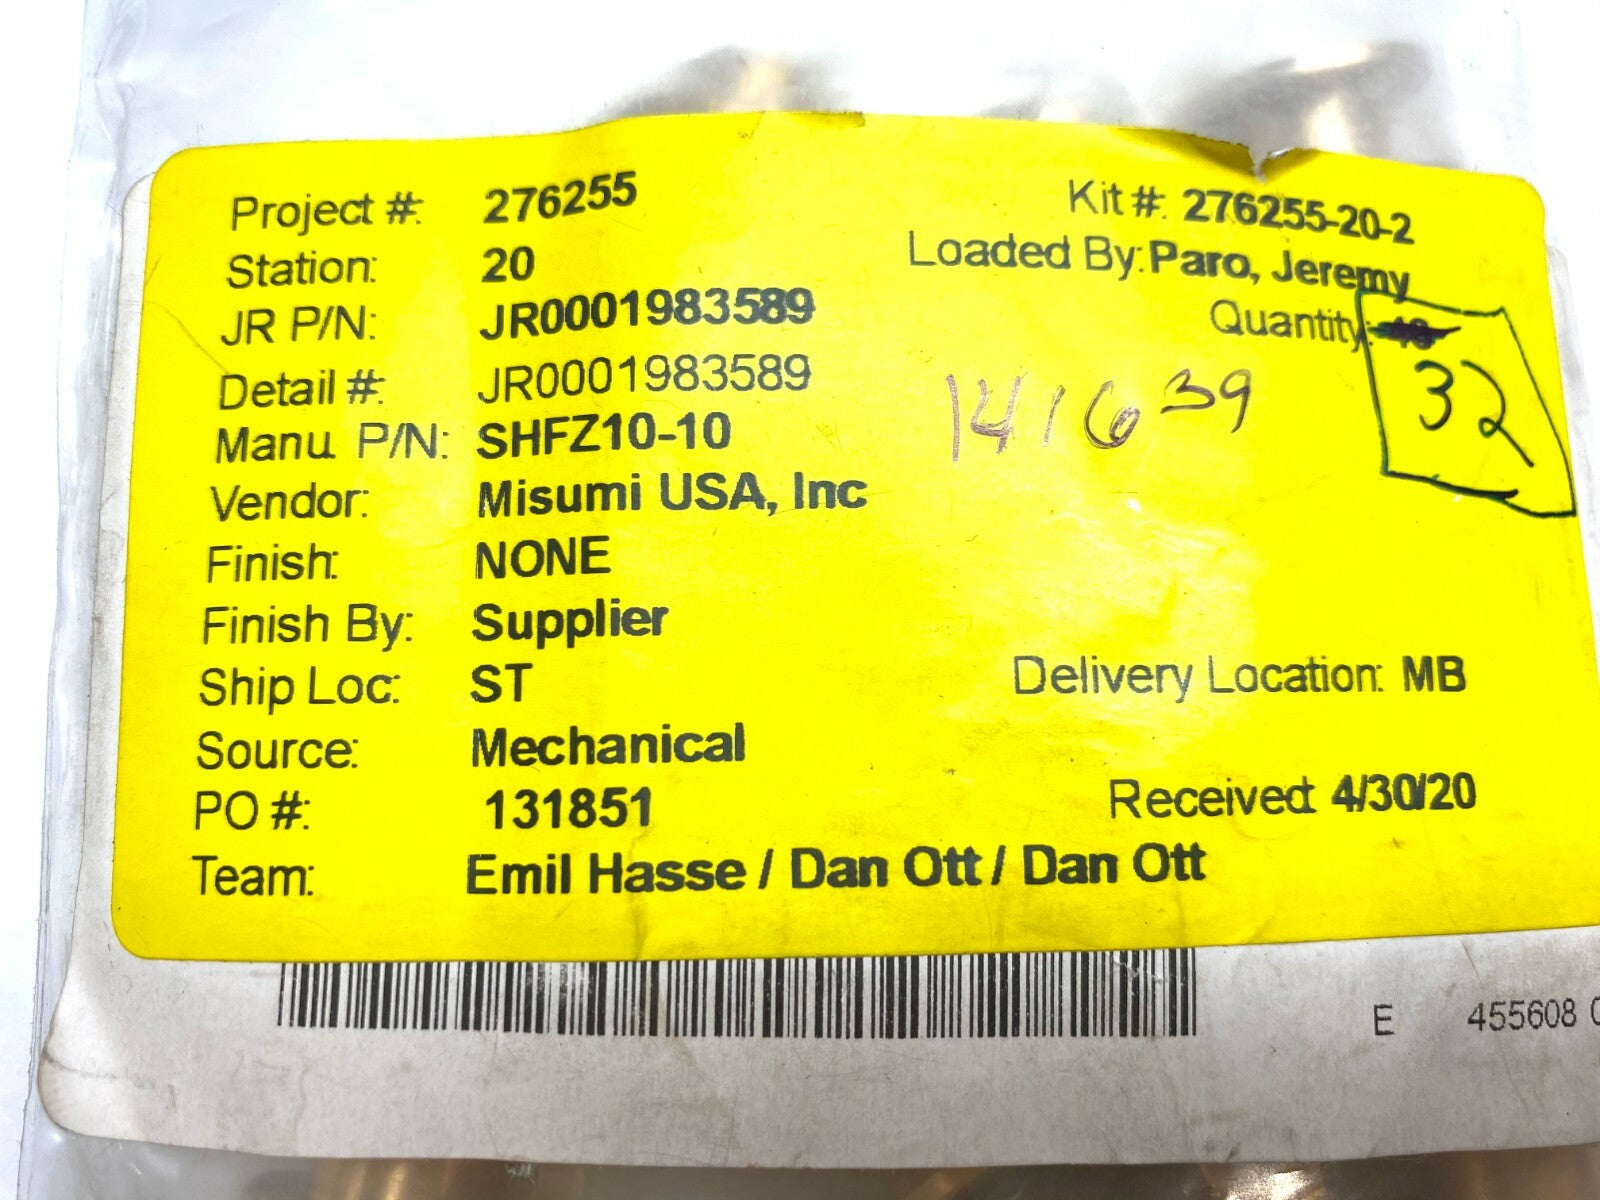 Project #: 276255
Kit #: 276255-20-2
Station: 20
Loaded By: Paro, Jeremy
JR P/N: JR0001983589
Quantity:
32
Detail #: JR0001983589
141639
Manu. P/N: SHFZ10-10
Vendor: Misumi USA, Inc
Finish: NONE
Finish By: Supplier
Ship Loc: ST
Delivery Location: MB
Source: Mechanical
PO #: 131851
Received: 4/30/20
Team: Emil Hasse / Dan Ott / Dan Ott
E 455608